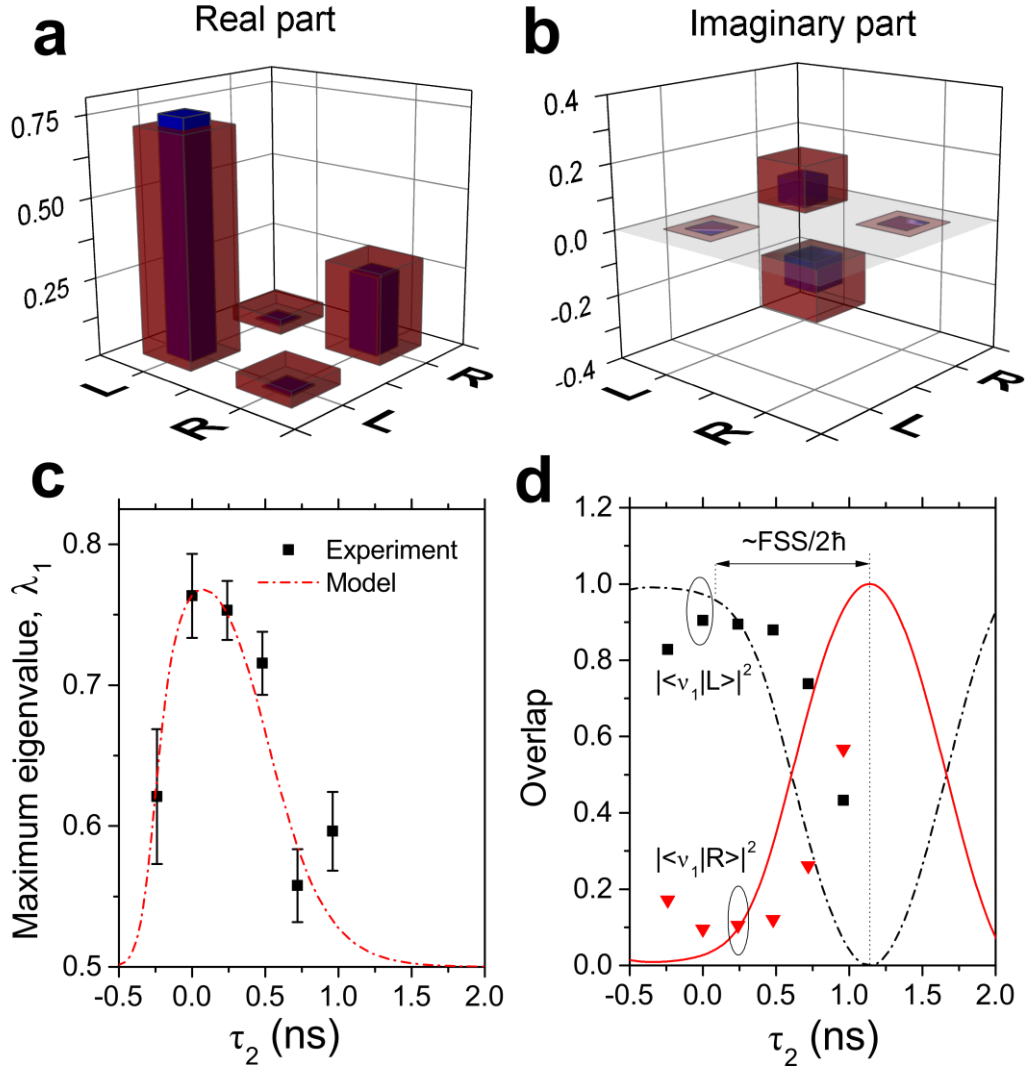 a Real part
0.75
0.50
0.25
L
R
L
R
b Imaginary part
0.4
0.2
0.0
-0.2
-0.4
L
R
L
R
c
Maximum eigenvalue, λ1
0.8
0.7
0.6
0.5
Experiment
Model
-0.5 0.0 0.5 1.0 1.5 2.0
τ2 (ns)
d
Overlap
1.2
1.0
0.8
0.6
0.4
0.2
0.0
~FSS/2ħ
|<ν1|L>|²
|<ν1|R>|²
-0.5 0.0 0.5 1.0 1.5 2.0
τ2 (ns)